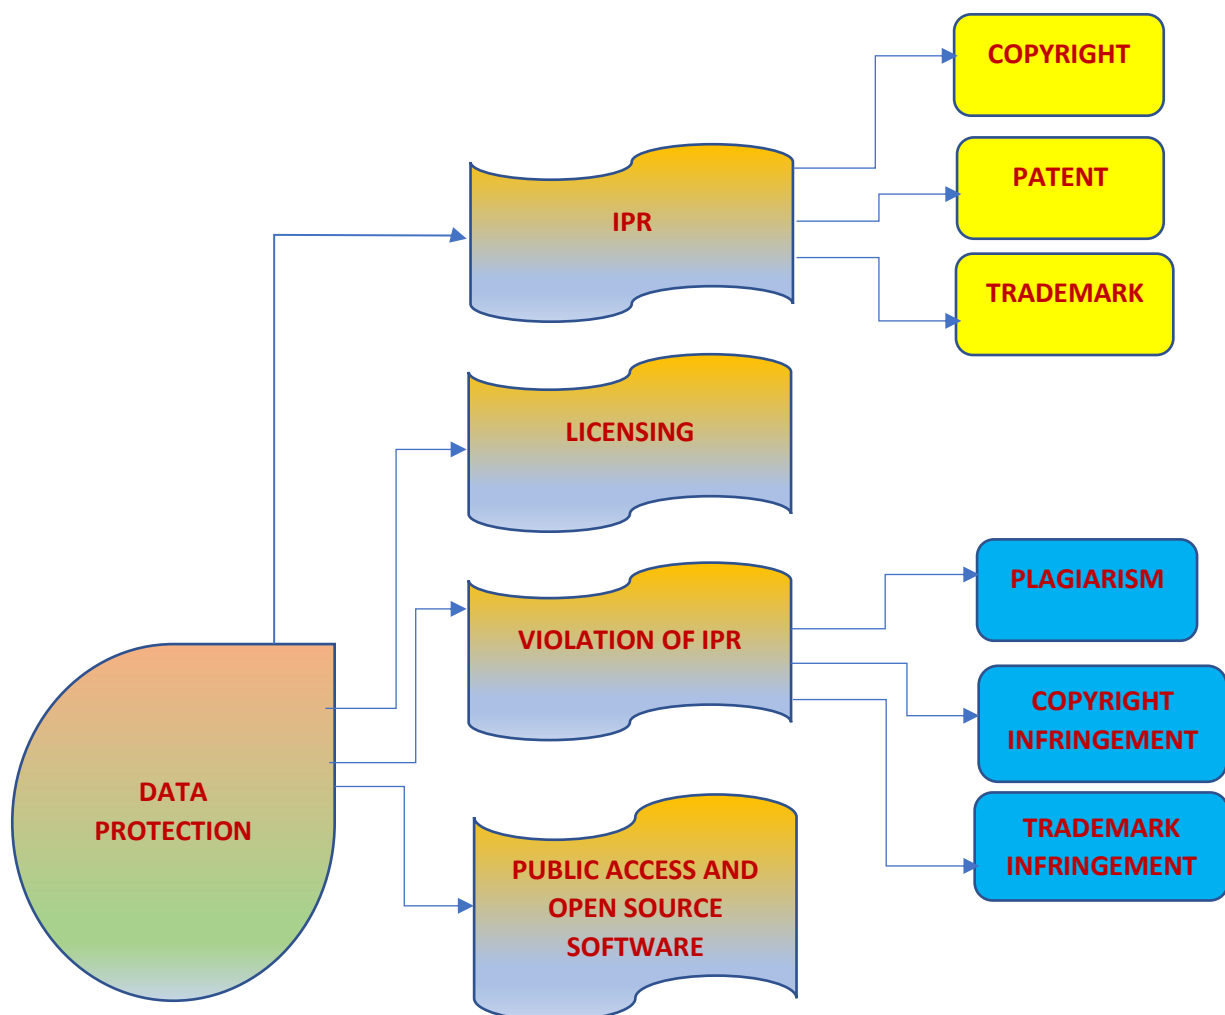 COPYRIGHT
PATENT
IPR
TRADEMARK
LICENSING
PLAGIARISM
VIOLATION OF IPR
COPYRIGHT
INFRINGEMENT
DATA
PROTECTION
TRADEMARK
INFRINGEMENT
PUBLIC ACCESS AND
OPEN SOURCE
SOFTWARE